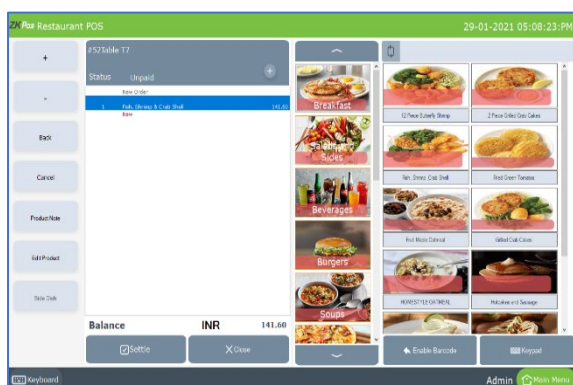 ZKPos Restaurant POS
29-01-2021 05:08:23:PM
+
-
Back
Cancel
Product Note
Edit Product
Side Dish
#52Table T7
Status Unpaid
+
New Order
1 Fish, Shrimp & Crab Shell 141.60
New
Balance INR 141.60
Settle
Close
Breakfast
Salads and
Sides
Beverages
Burgers
Soups
12 Piece Butterfly Shrimp
2 Piece Grilled Crab Cakes
Fish, Shrimp, Crab Shell
Fried Green Tomatoes
Fruit Maple Oatmeal
Grilled Crab Cakes
HOMESTYLE OATMEAL
Hotcakes and Sausage
Enable Barcode
Keypad
Keyboard
Admin
Main Menu